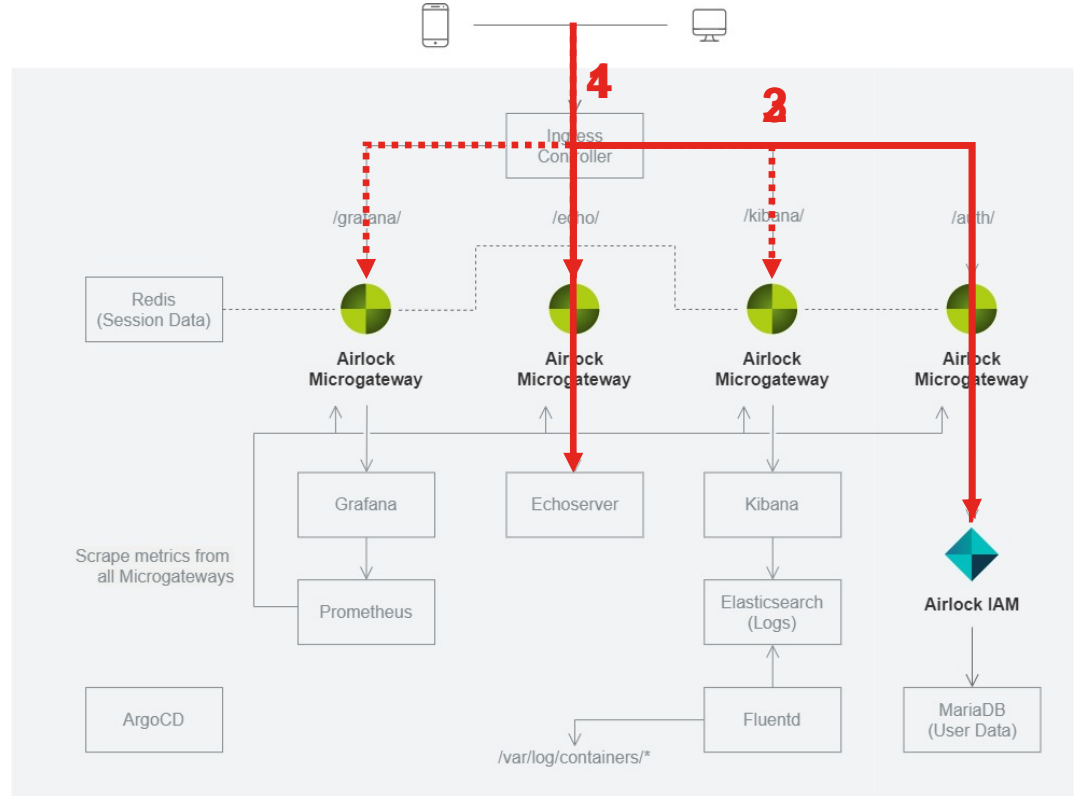 Ingress
Controller
/grafana/
/echo/
/kibana/
/auth/
Redis
(Session Data)
Airlock
Microgateway
Airlock
Microgateway
Airlock
Microgateway
Airlock
Microgateway
Grafana
Echoserver
Kibana
Scrape metrics from
all Microgateways
Prometheus
Elasticsearch
(Logs)
Airlock IAM
ArgoCD
Fluentd
MariaDB
(User Data)
/var/log/containers/*